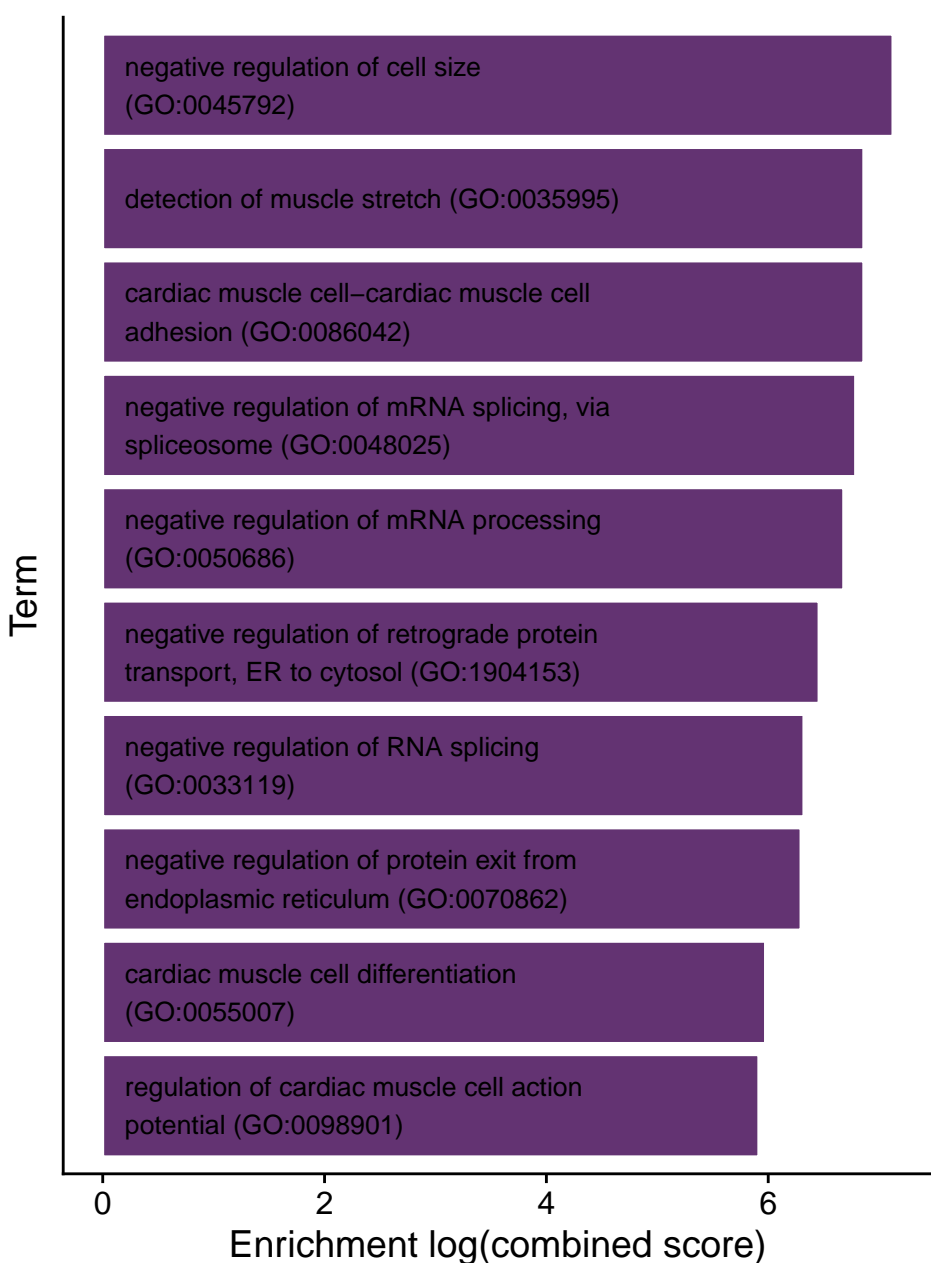 negative regulation of cell size
(GO:0045792)
detection of muscle stretch (GO:0035995)
cardiac muscle cell−cardiac muscle cell
adhesion (GO:0086042)
negative regulation of mRNA splicing, via
spliceosome (GO:0048025)
negative regulation of mRNA processing
(GO:0050686)
negative regulation of retrograde protein
transport, ER to cytosol (GO:1904153)
negative regulation of RNA splicing
(GO:0033119)
negative regulation of protein exit from
endoplasmic reticulum (GO:0070862)
cardiac muscle cell differentiation
(GO:0055007)
regulation of cardiac muscle cell action
potential (GO:0098901)
Term
0 2 4 6
Enrichment log(combined score)